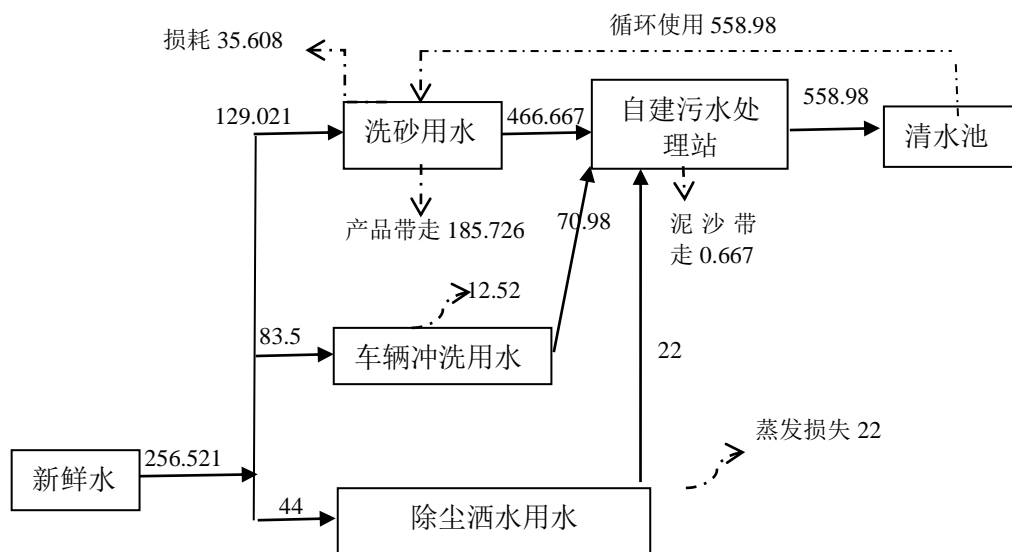 循环使用 558.98
损耗 35.608
129.021
洗砂用水
466.667
自建污水处
理站
558.98
清水池
产品带走 185.726
70.98
泥沙带
走 0.667
12.52
83.5
车辆冲洗用水
22
蒸发损失 22
新鲜水
256.521
44
除尘洒水用水